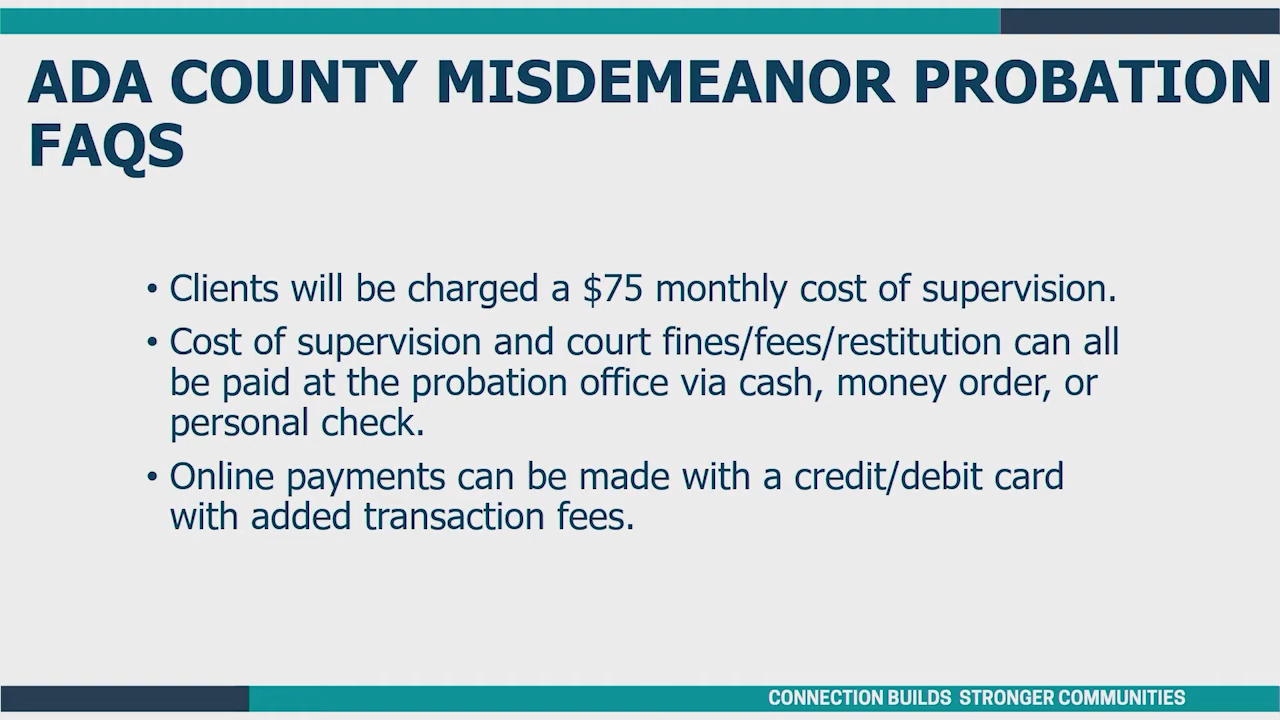 ADA COUNTY MISDEMEANOR PROBATION
FAQS
• Clients will be charged a $75 monthly cost of supervision.
• Cost of supervision and court fines/fees/restitution can all
be paid at the probation office via cash, money order, or
personal check.
• Online payments can be made with a credit/debit card
with added transaction fees.
CONNECTION BUILDS STRONGER COMMUNITIES